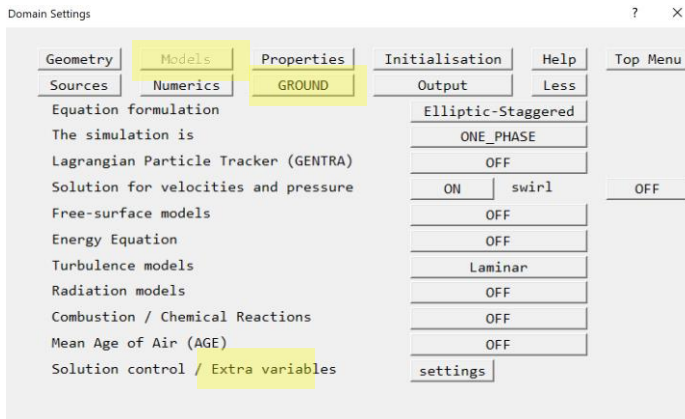 Domain Settings ? ×
Geometry Models Properties Initialisation Help Top Menu
Sources Numerics GROUND Output Less
Equation formulation Elliptic-Staggered
The simulation is ONE_PHASE
Lagrangian Particle Tracker (GENTRA) OFF
Solution for velocities and pressure ON swirl OFF
Free-surface models OFF
Energy Equation OFF
Turbulence models Laminar
Radiation models OFF
Combustion / Chemical Reactions OFF
Mean Age of Air (AGE) OFF
Solution control / Extra variables settings